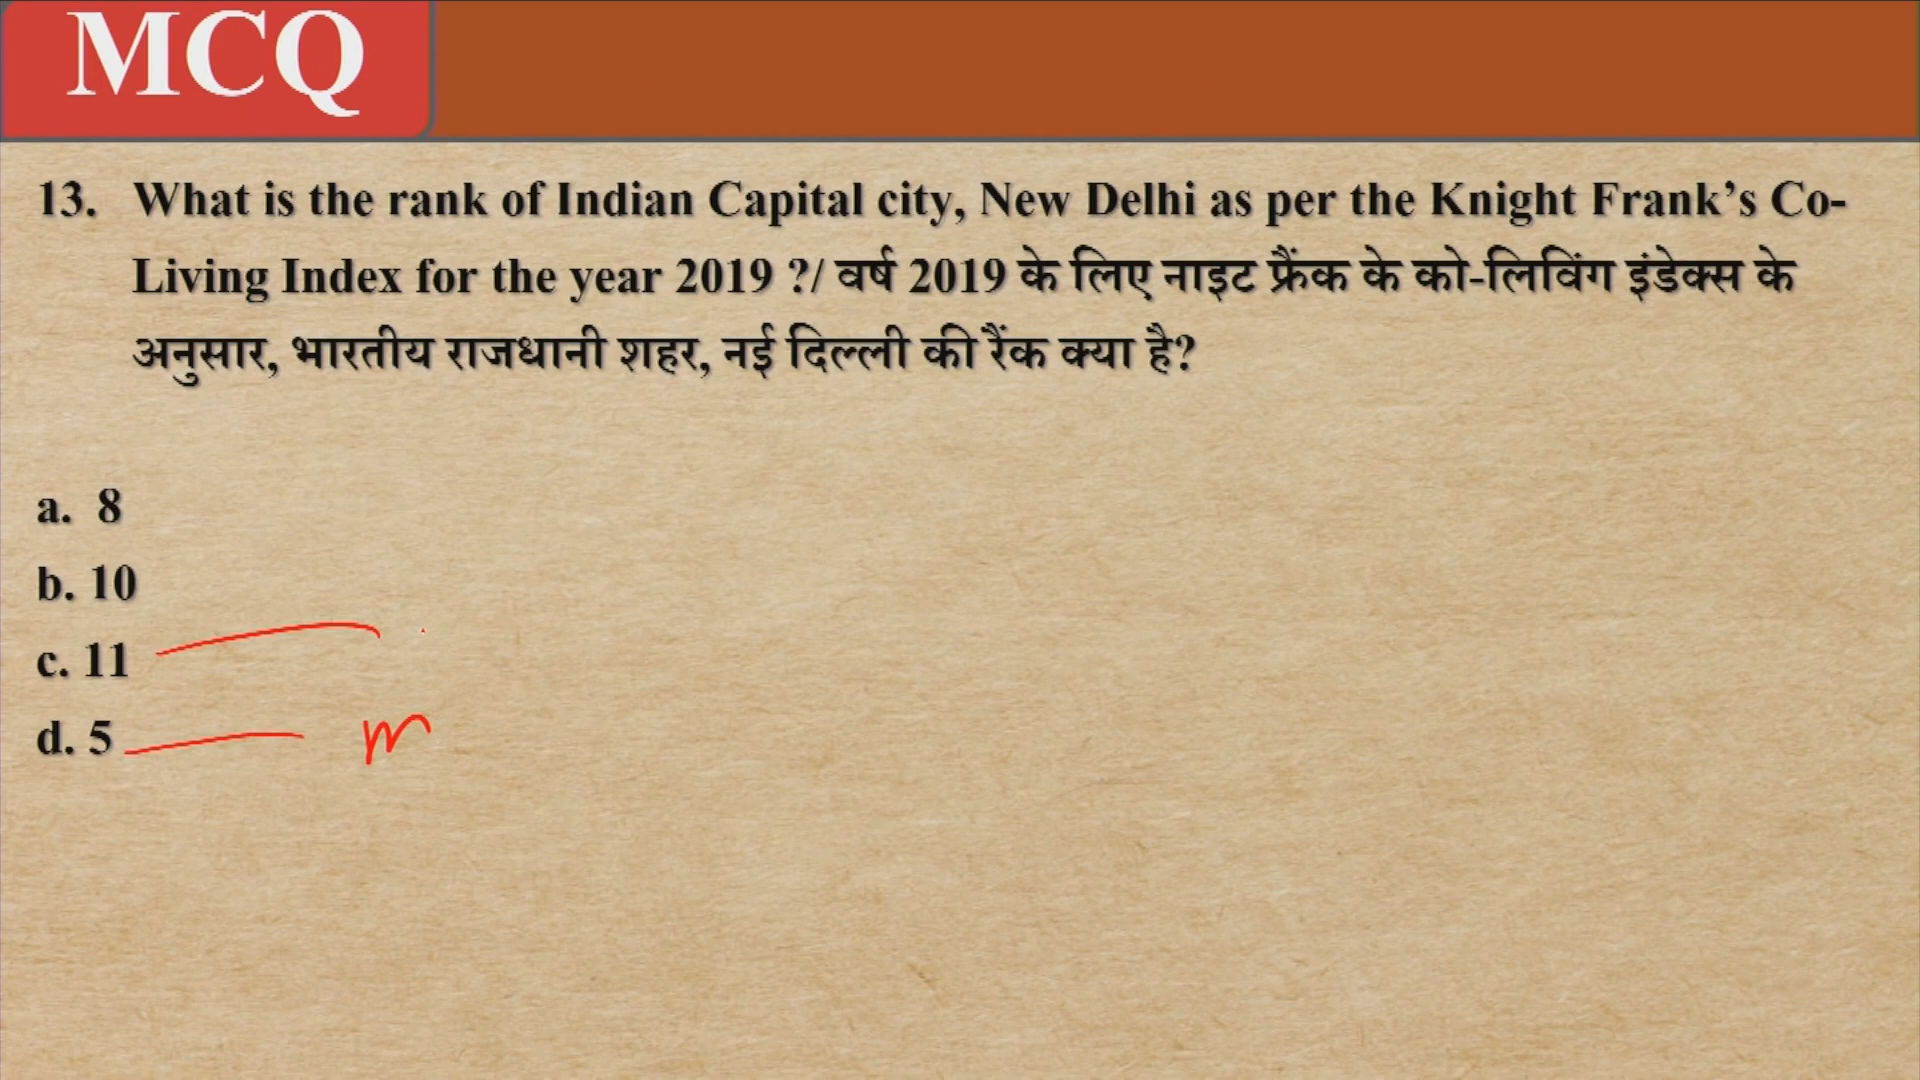 MCQ
13. What is the rank of Indian Capital city, New Delhi as per the Knight Frank’s Co-
Living Index for the year 2019 ?/ वर्ष 2019 के लिए नाइट फ्रैंक के को-लिविंग इंडेक्स के
अनुसार, भारतीय राजधानी शहर, नई दिल्ली की रैंक क्या है?
a. 8
b. 10
c. 11
d. 5 m